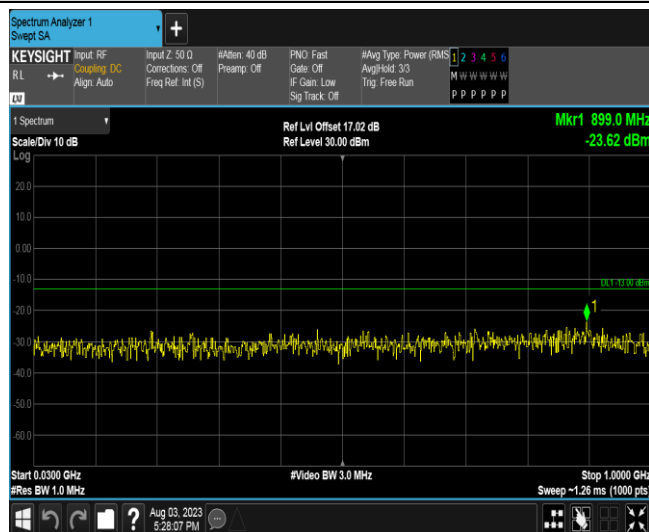 Spectrum Analyzer 1
Swept SA
KEYSIGHT
RL
LXI
Input: RF
Coupling: DC
Align: Auto
Input Z: 50 Ω
Corrections: Off
Freq Ref: Int (S)
#Atten: 40 dB
Preamp: Off
PNO: Fast
Gate: Off
IF Gain: Low
Sig Track: Off
#Avg Type: Power (RMS
Avg|Hold: 3/3
Trig: Free Run
1 2 3 4 5 6
M W W W W W
P P P P P P
1 Spectrum
Scale/Div 10 dB
Ref Lvl Offset 17.02 dB
Ref Level 30.00 dBm
Mkr1 899.0 MHz
-23.62 dBm
Log
20.0
10.0
0.00
-10.0
DL1 -13.00 dBm
-20.0
1
-30.0
-40.0
-50.0
-60.0
Start 0.0300 GHz
#Video BW 3.0 MHz
Stop 1.0000 GHz
#Res BW 1.0 MHz
Sweep ~1.26 ms (1000 pts)
?
Aug 03, 2023
5:28:07 PM